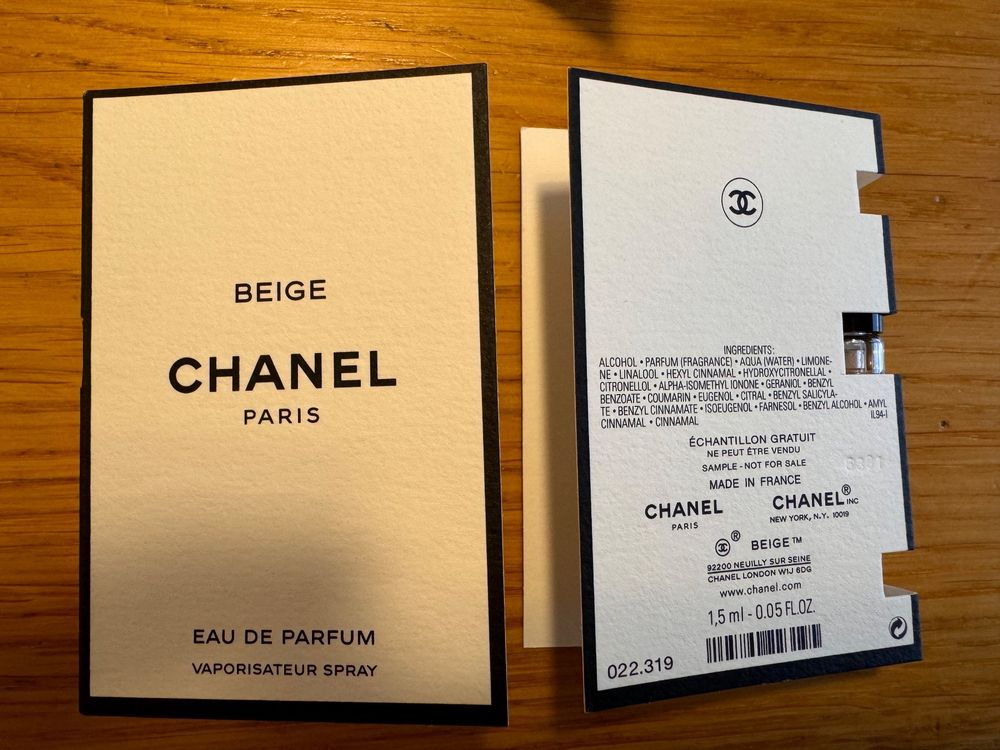 BEIGE
CHANEL
PARIS
EAU DE PARFUM
VAPORISATEUR SPRAY
INGREDIENTS:
ALCOHOL • PARFUM (FRAGRANCE) • AQUA (WATER) • LIMONE-
NE • LINALOOL • HEXYL CINNAMAL • HYDROXYCITRONELLAL •
CITRONELLOL • ALPHA-ISOMETHYL IONONE • GERANIOL • BENZYL
BENZOATE • COUMARIN • EUGENOL • CITRAL • BENZYL SALICYLA-
TE • BENZYL CINNAMATE • ISOEUGENOL • FARNESOL • BENZYL ALCOHOL • AMYL
CINNAMAL • CINNAMAL IL94-I
ÉCHANTILLON GRATUIT
NE PEUT ÊTRE VENDU
SAMPLE - NOT FOR SALE
MADE IN FRANCE
CHANEL
PARIS
CHANEL® INC
NEW YORK, N.Y. 10019
® BEIGE™
92200 NEUILLY SUR SEINE
CHANEL LONDON W1J 6DG
www.chanel.com
1,5 ml - 0.05 FL.OZ.
022.319